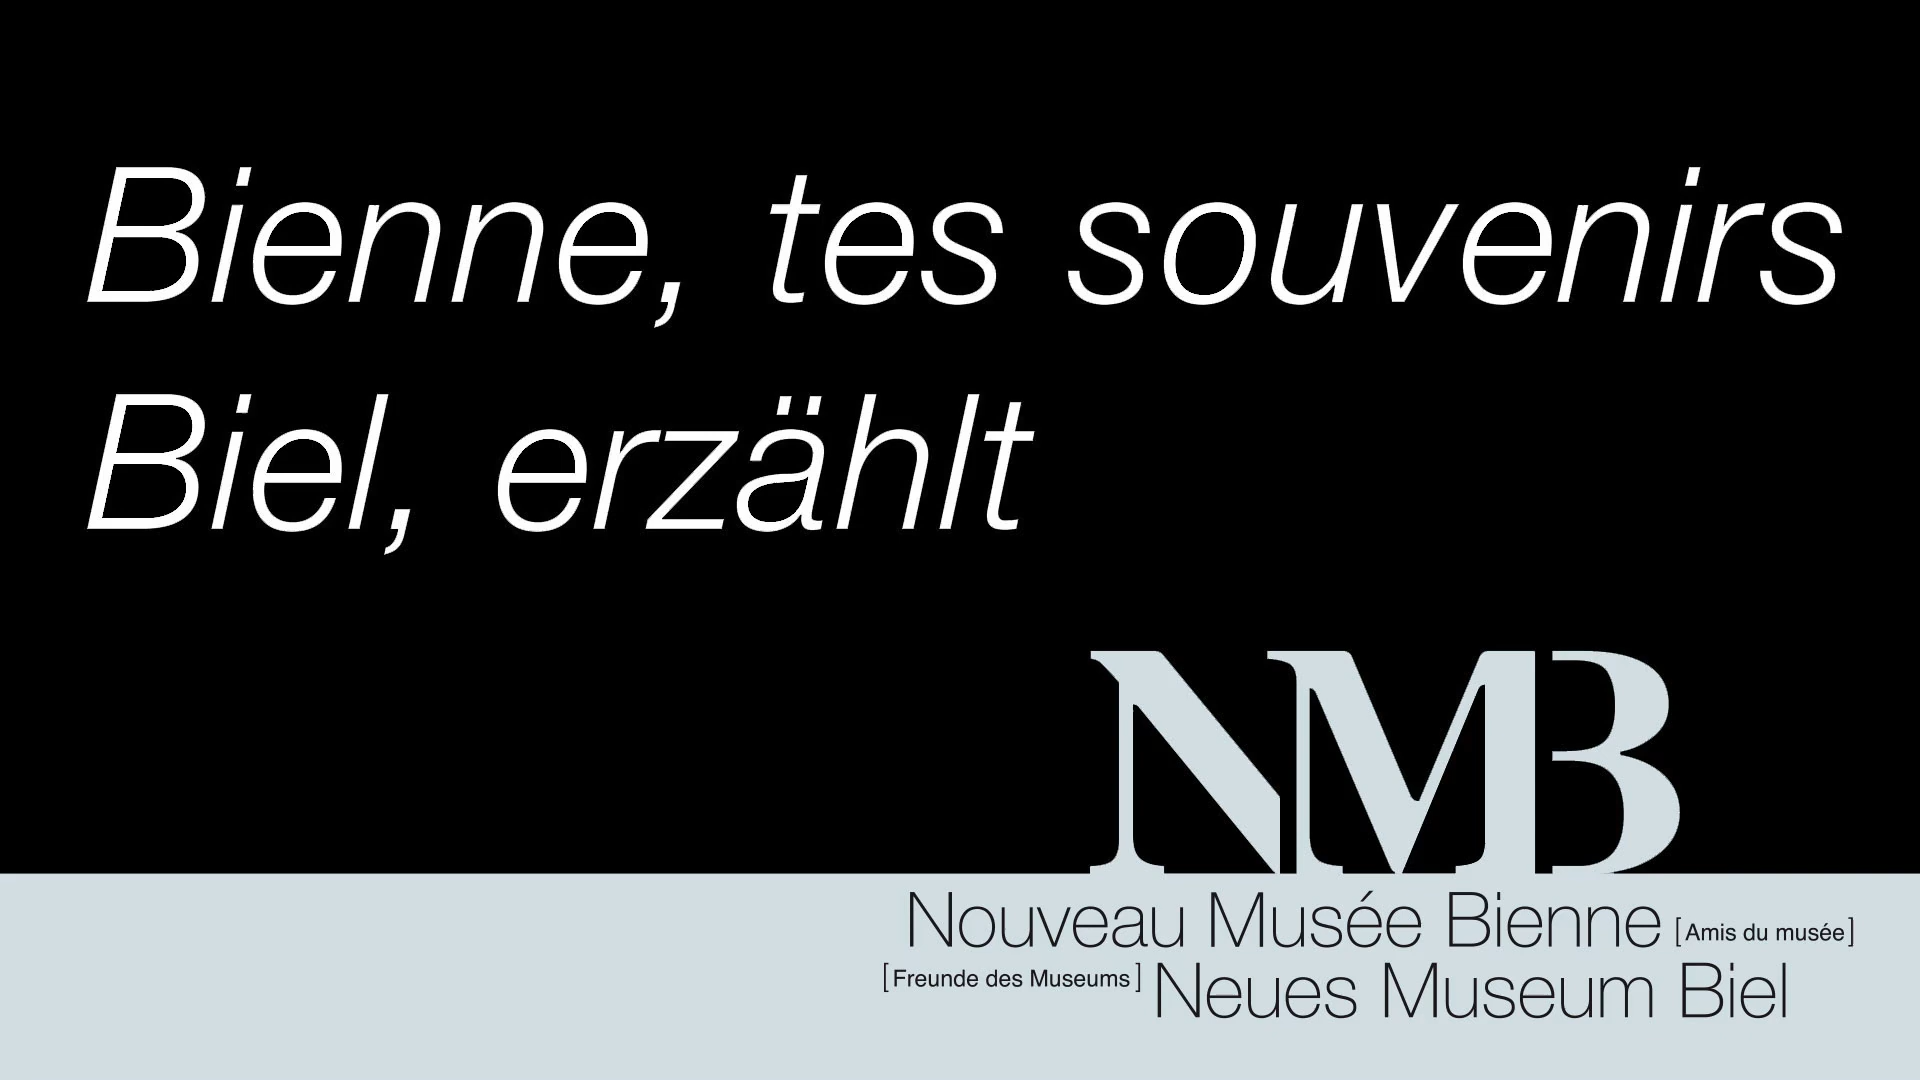 Bienne, tes souvenirs
Biel, erzählt
NMB
Nouveau Musée Bienne [Amis du musée]
[Freunde des Museums] Neues Museum Biel